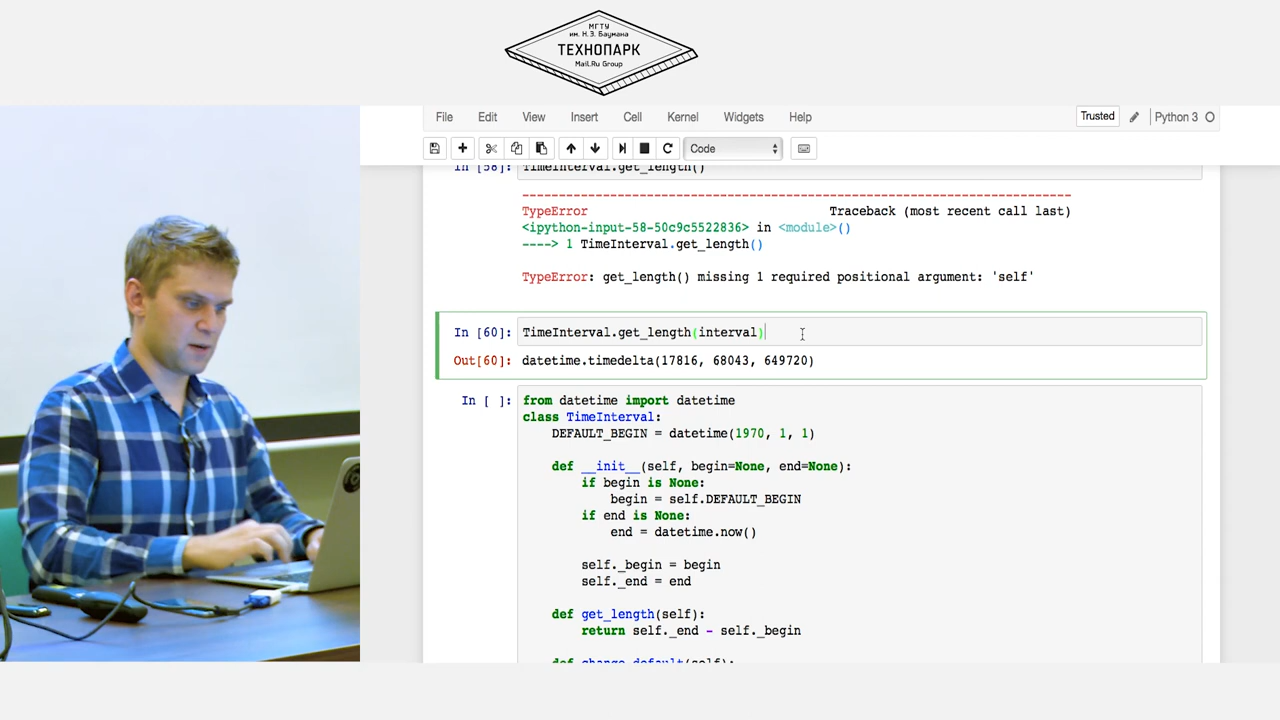 МГТУ
им. Н.Э. Баумана
ТЕХНОПАРК
Mail.Ru Group
File Edit View Insert Cell Kernel Widgets Help
Trusted
Python 3
Code
In [58]: TimeInterval.get_length()
---------------------------------------------------------------------------
TypeError Traceback (most recent call last)
<ipython-input-58-50c9c5522836> in <module>()
----> 1 TimeInterval.get_length()
TypeError: get_length() missing 1 required positional argument: 'self'
In [60]: TimeInterval.get_length(interval)
Out[60]: datetime.timedelta(17816, 68043, 649720)
In [ ]: from datetime import datetime
class TimeInterval:
DEFAULT_BEGIN = datetime(1970, 1, 1)
def __init__(self, begin=None, end=None):
if begin is None:
begin = self.DEFAULT_BEGIN
if end is None:
end = datetime.now()
self._begin = begin
self._end = end
def get_length(self):
return self._end - self._begin
def change_default(self):